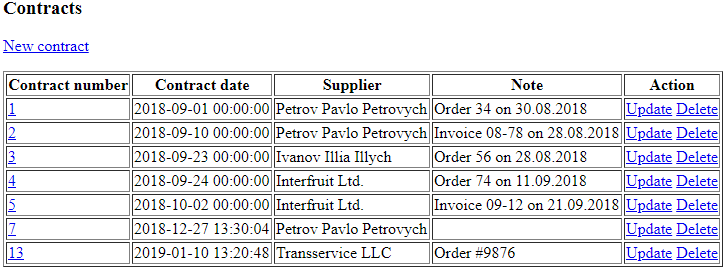 Contracts
New contract
Contract number Contract date Supplier Note Action
1 2018-09-01 00:00:00 Petrov Pavlo Petrovych Order 34 on 30.08.2018 Update Delete
2 2018-09-10 00:00:00 Petrov Pavlo Petrovych Invoice 08-78 on 28.08.2018 Update Delete
3 2018-09-23 00:00:00 Ivanov Illia Illych Order 56 on 28.08.2018 Update Delete
4 2018-09-24 00:00:00 Interfruit Ltd. Order 74 on 11.09.2018 Update Delete
5 2018-10-02 00:00:00 Interfruit Ltd. Invoice 09-12 on 21.09.2018 Update Delete
7 2018-12-27 13:30:04 Petrov Pavlo Petrovych Update Delete
13 2019-01-10 13:20:48 Transservice LLC Order #9876 Update Delete